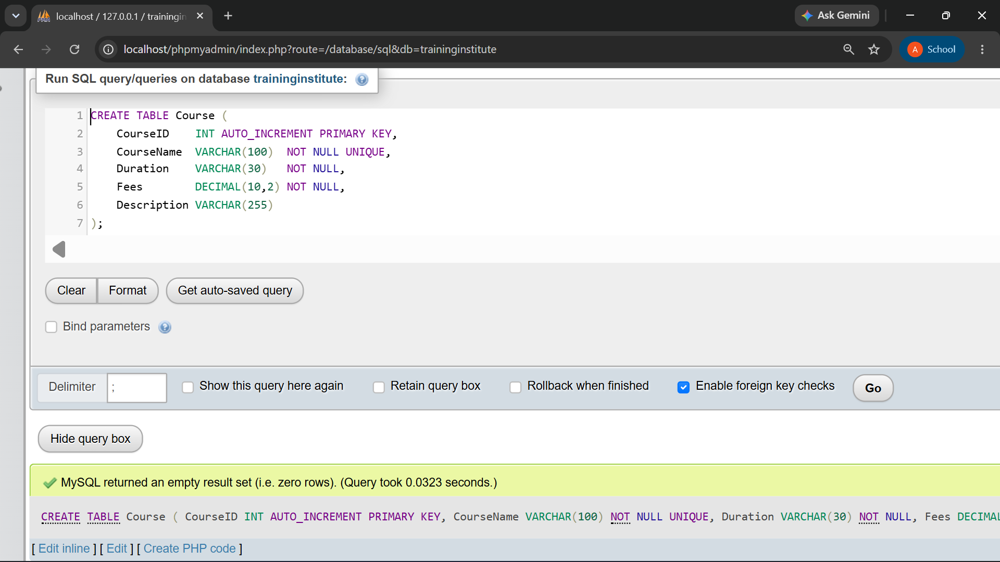 localhost / 127.0.0.1 / trainingin
Ask Gemini
localhost/phpmyadmin/index.php?route=/database/sql&db=traininginstitute
A School
Run SQL query/queries on database traininginstitute:
1 CREATE TABLE Course (
2 CourseID INT AUTO_INCREMENT PRIMARY KEY,
3 CourseName VARCHAR(100) NOT NULL UNIQUE,
4 Duration VARCHAR(30) NOT NULL,
5 Fees DECIMAL(10,2) NOT NULL,
6 Description VARCHAR(255)
7 );
Clear Format Get auto-saved query
Bind parameters
Delimiter ; Show this query here again Retain query box Rollback when finished Enable foreign key checks Go
Hide query box
MySQL returned an empty result set (i.e. zero rows). (Query took 0.0323 seconds.)
CREATE TABLE Course ( CourseID INT AUTO_INCREMENT PRIMARY KEY, CourseName VARCHAR(100) NOT NULL UNIQUE, Duration VARCHAR(30) NOT NULL, Fees DECIMAL
[ Edit inline ] [ Edit ] [ Create PHP code ]